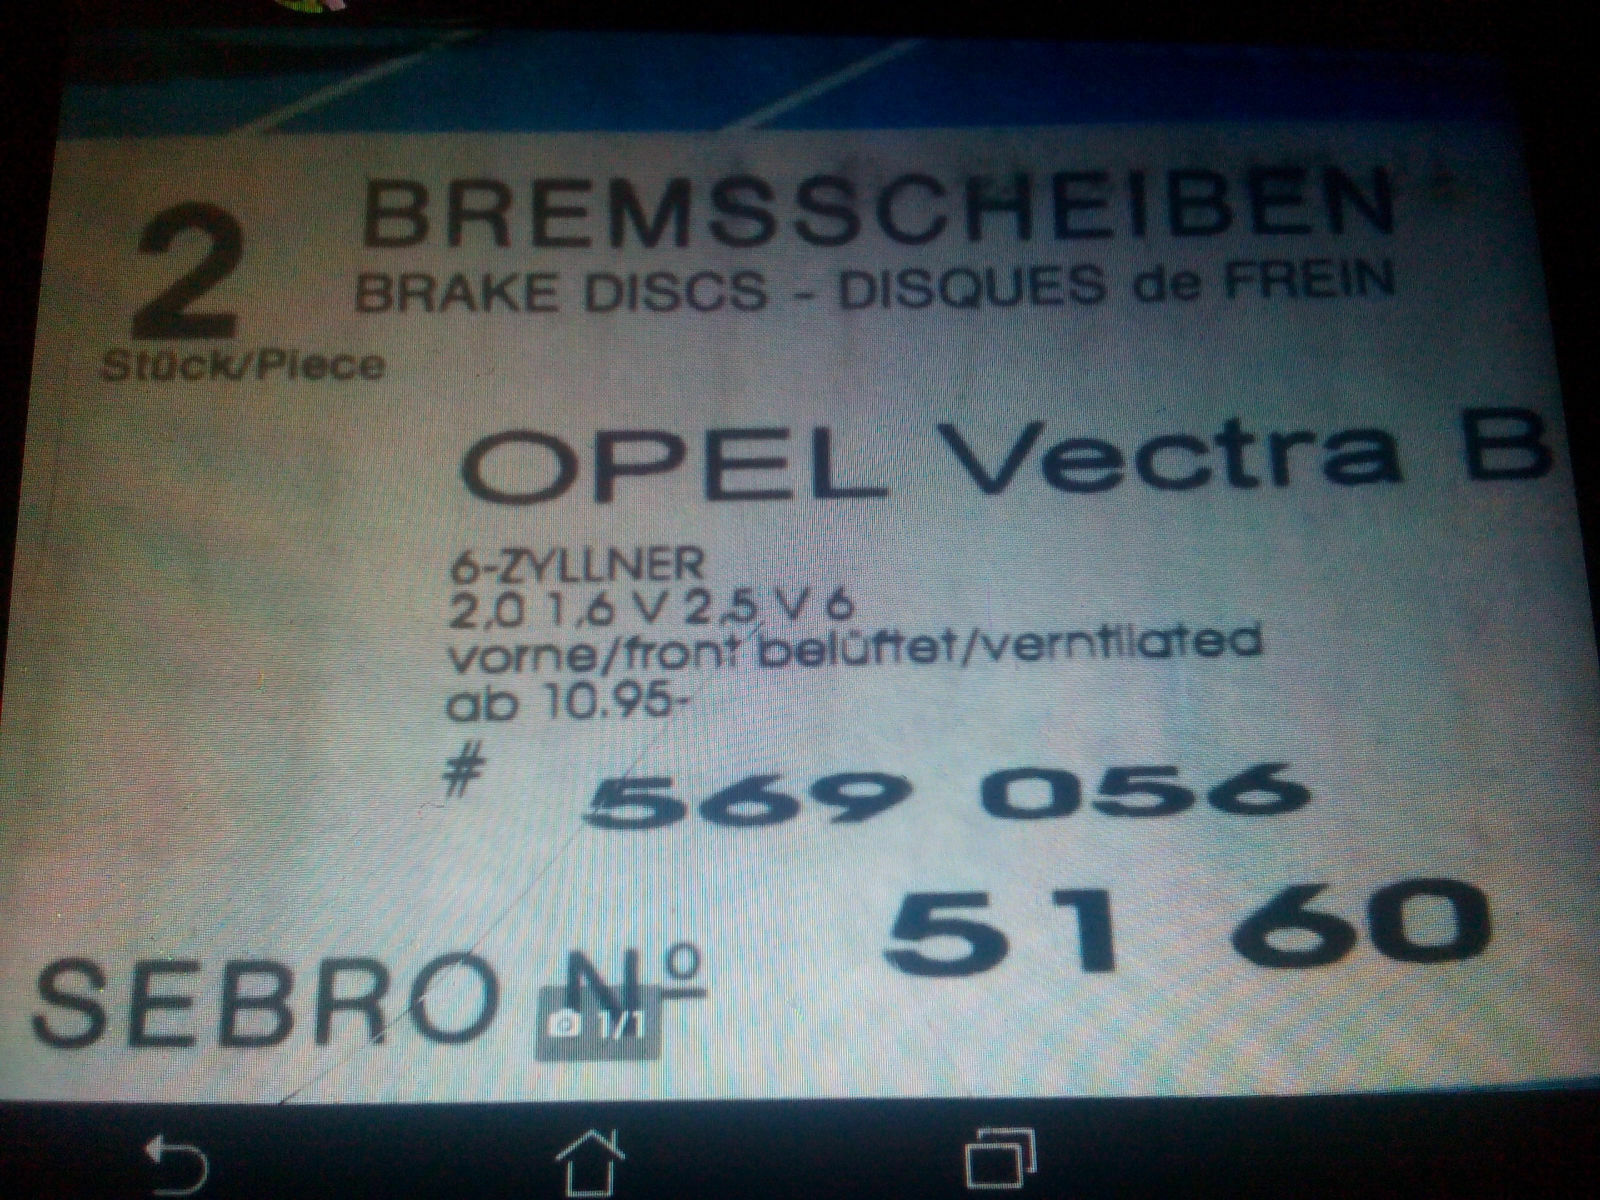 2
BREMSSCHEIBEN
BRAKE DISCS - DISQUES de FREIN
Stück/Piece
OPEL Vectra B
6-ZYLLNER
2,0 1,6 V 2,5 V 6
vorne/front belüftet/verntilated
ab 10.95-
# 569 056
51 60
SEBRO Nº
1/1